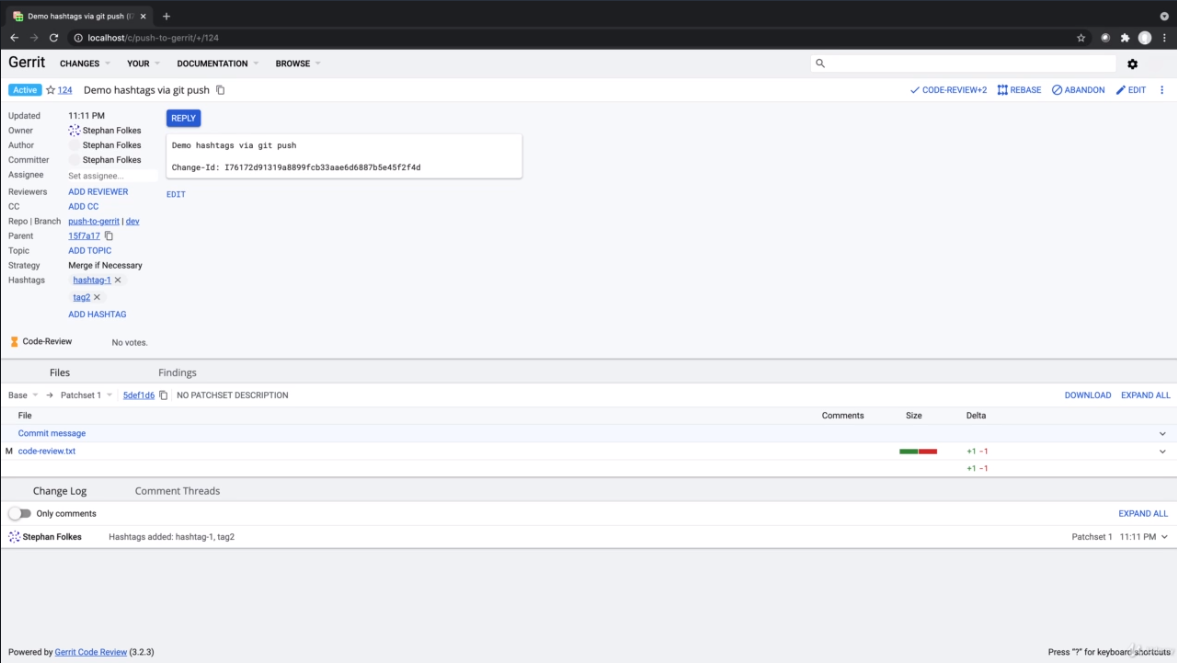 Demo hashtags via git push (
localhost/c/push-to-gerrit/+/124
Gerrit CHANGES YOUR DOCUMENTATION BROWSE
Active 124 Demo hashtags via git push CODE-REVIEW+2 REBASE ABANDON EDIT
Updated 11:11 PM REPLY
Owner Stephan Folkes
Author Stephan Folkes
Committer Stephan Folkes
Assignee Set assignee...
Reviewers ADD REVIEWER
CC ADD CC
Repo | Branch push-to-gerrit | dev
Parent 15f7a17
Topic ADD TOPIC
Strategy Merge if Necessary
Hashtags hashtag-1
tag2
ADD HASHTAG
Demo hashtags via git push
Change-Id: I76172d91319a8899fcb33aae6d6887b5e45f2f4d
EDIT
Code-Review No votes.
Files Findings
Base → Patchset 1 5def1d6 NO PATCHSET DESCRIPTION DOWNLOAD EXPAND ALL
File Comments Size Delta
Commit message
M code-review.txt +1 -1
+1 -1
Change Log Comment Threads
Only comments EXPAND ALL
Stephan Folkes Hashtags added: hashtag-1, tag2 Patchset 1 11:11 PM
Powered by Gerrit Code Review (3.2.3) Press "?" for keyboard shortcuts